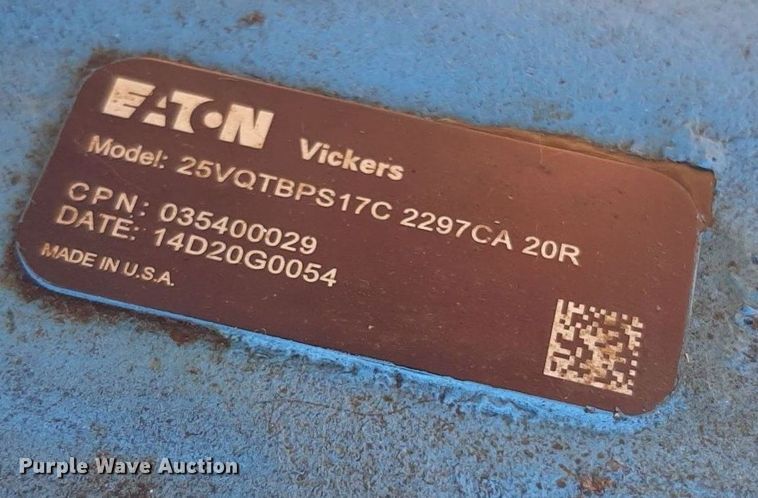 EATON Vickers
Model: 25VQTBPS17C 2297CA 20R
CPN: 035400029
DATE: 14D20G0054
MADE IN U.S.A.
Purple Wave Auction